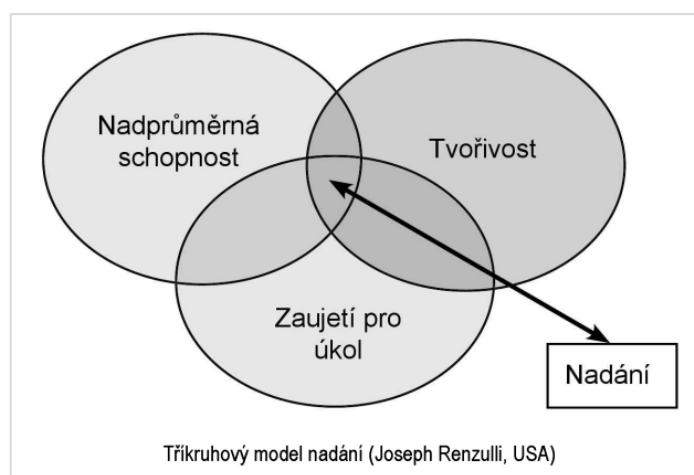 Nadprůměrná
schopnost
Tvořivost
Zaujetí pro
úkol
Nadání
Tříkruhový model nadání (Joseph Renzulli, USA)